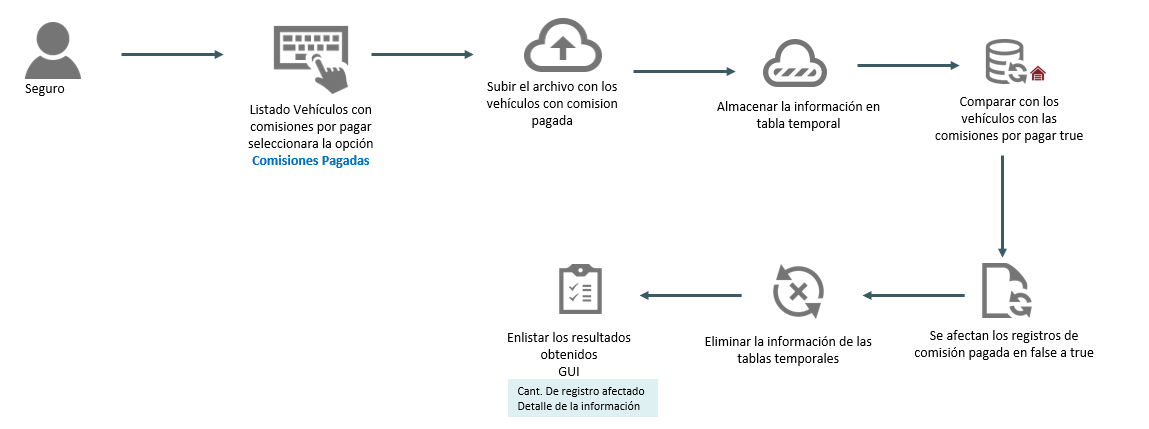 Seguro
Listado Vehículos con
comisiones por pagar
seleccionara la opción
Comisiones Pagadas
Subir el archivo con los
vehículos con comision
pagada
Almacenar la información en
tabla temporal
Comparar con los
vehículos con las
comisiones por pagar true
Se afectan los registros de
comisión pagada en false a true
Eliminar la información de las
tablas temporales
Enlistar los resultados
obtenidos
GUI
Cant. De registro afectado
Detalle de la información